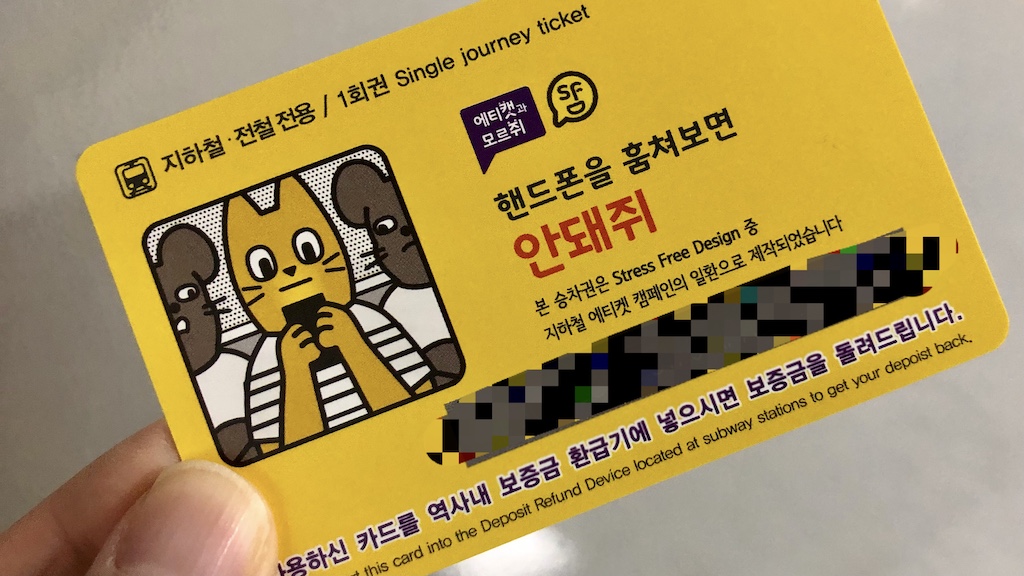 지하철·전철 전용 / 1회권 Single journey ticket
에티캣과
모르쥐
SF
D
핸드폰을 훔쳐보면
안돼쥐
본 승차권은 Stress Free Design 중
지하철 에티켓 캠페인의 일환으로 제작되었습니다
용하신 카드를 역사내 보증금 환급기에 넣으시면 보증금을 돌려드립니다.
this card into the Deposit Refund Device located at subway stations to get your depoist back.